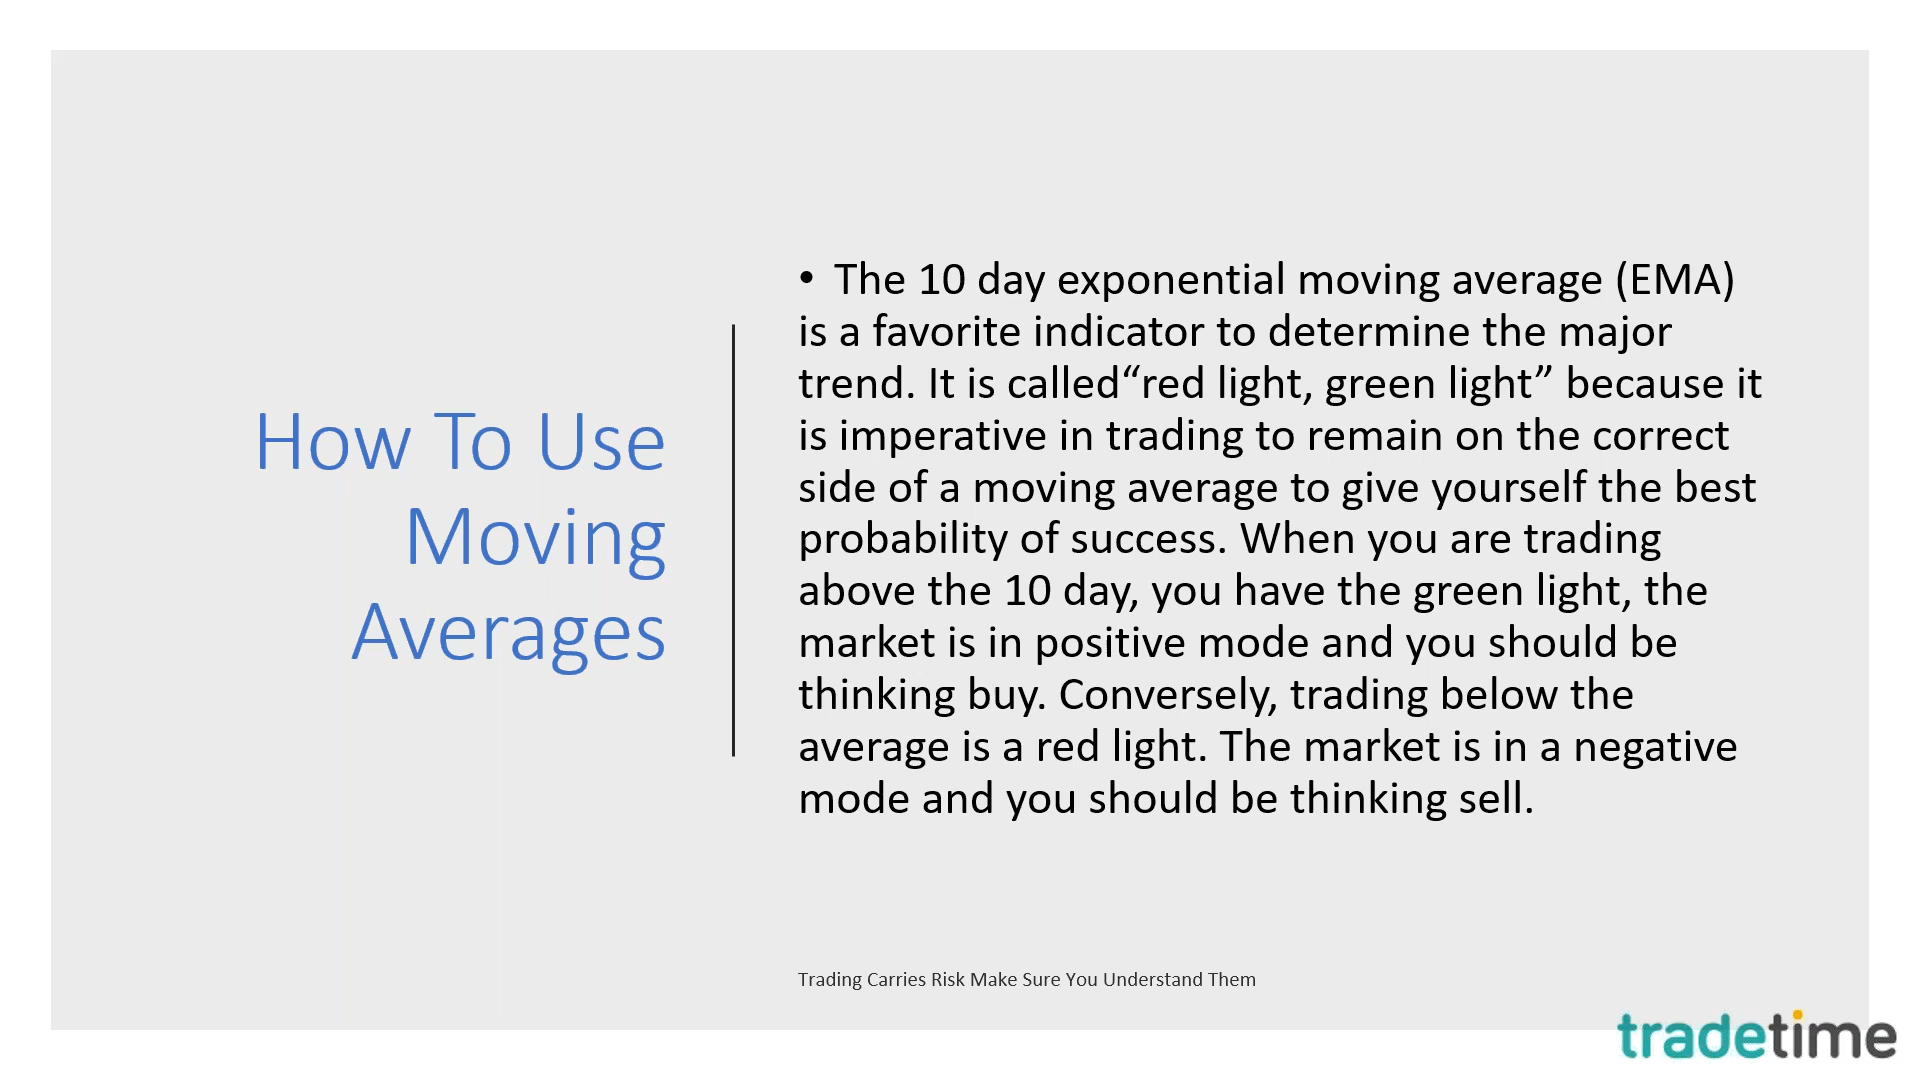 How To Use
Moving
Averages
• The 10 day exponential moving average (EMA)
is a favorite indicator to determine the major
trend. It is called“red light, green light” because it
is imperative in trading to remain on the correct
side of a moving average to give yourself the best
probability of success. When you are trading
above the 10 day, you have the green light, the
market is in positive mode and you should be
thinking buy. Conversely, trading below the
average is a red light. The market is in a negative
mode and you should be thinking sell.
Trading Carries Risk Make Sure You Understand Them
tradetime